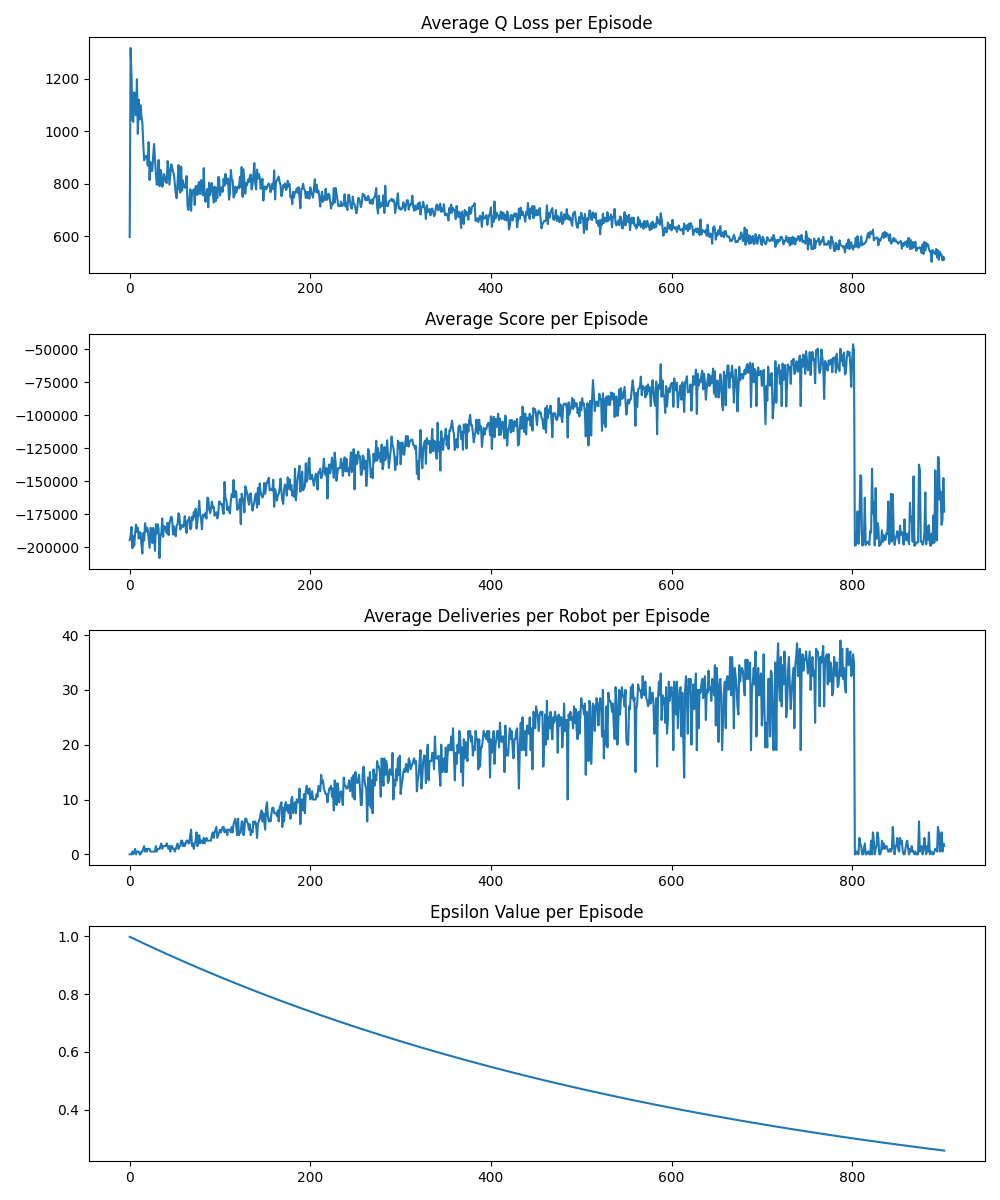 Average Q Loss per Episode
1200
1000
800
600
0 200 400 600 800
Average Score per Episode
−50000
−75000
−100000
−125000
−150000
−175000
−200000
0 200 400 600 800
Average Deliveries per Robot per Episode
40
30
20
10
0
0 200 400 600 800
Epsilon Value per Episode
1.0
0.8
0.6
0.4
0 200 400 600 800